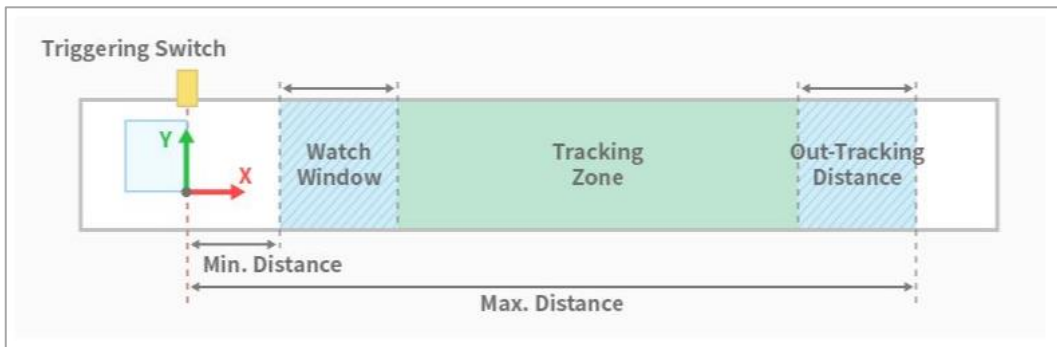 Triggering Switch
Y
X
Watch
Window
Tracking
Zone
Out-Tracking
Distance
Min. Distance
Max. Distance